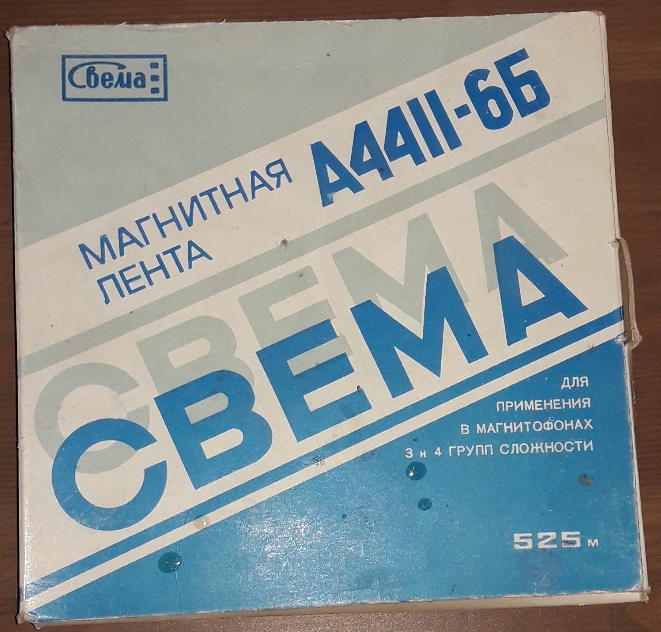 Свема
МАГНИТНАЯ
ЛЕНТА
А4411-6Б
СВЕМА
СВЕМА
ДЛЯ
ПРИМЕНЕНИЯ
В МАГНИТОФОНАХ
3 и 4 ГРУПП СЛОЖНОСТИ
525 м